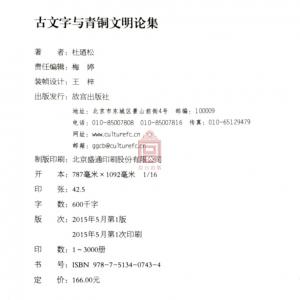 古文字与青铜文明论集
著　　者：杜廼松
责任编辑：梅　婷
装帧设计：王　梓
出版发行：故宫出版社
地址：北京市东城区景山前街4号　邮编：100009
电话：010-85007808　010-85007816　传真：010-65129479
网址：www.culturefc.cn
邮箱：ggcb@culturefc.cn
制版印刷：北京盛通印刷股份有限公司
开　　本：787毫米×1092毫米　1/16
印　　张：42.5
字　　数：600千字
版　　次：2015年5月第1版
2015年5月第1次印刷
印　　数：1～3000册
书　　号：ISBN 978-7-5134-0743-4
定　　价：166.00元